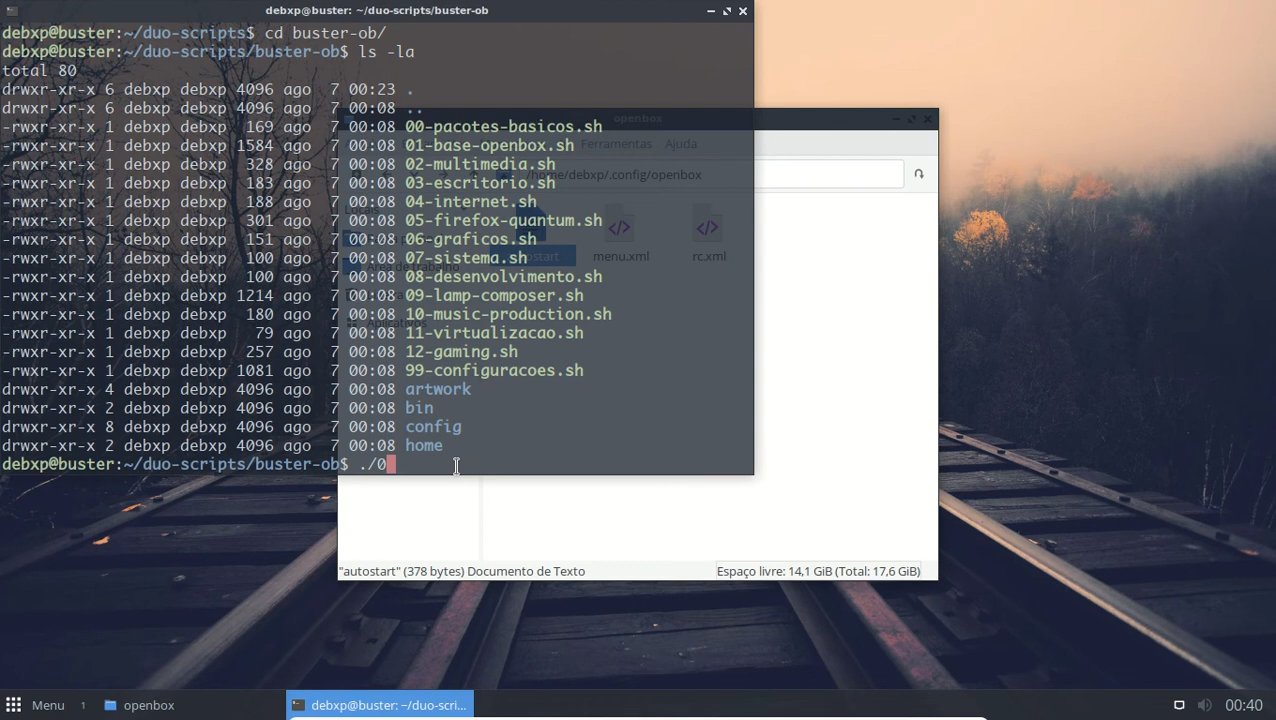 debxp@buster: ~/duo-scripts/buster-ob
debxp@buster:~/duo-scripts$ cd buster-ob/
debxp@buster:~/duo-scripts/buster-ob$ ls -la
total 80
drwxr-xr-x 6 debxp debxp 4096 ago  7 00:23 .
drwxr-xr-x 6 debxp debxp 4096 ago  7 00:08 ..
-rwxr-xr-x 1 debxp debxp  169 ago  7 00:08 00-pacotes-basicos.sh
-rwxr-xr-x 1 debxp debxp 1584 ago  7 00:08 01-base-openbox.sh
-rwxr-xr-x 1 debxp debxp  328 ago  7 00:08 02-multimedia.sh
-rwxr-xr-x 1 debxp debxp  183 ago  7 00:08 03-escritorio.sh
-rwxr-xr-x 1 debxp debxp  188 ago  7 00:08 04-internet.sh
-rwxr-xr-x 1 debxp debxp  301 ago  7 00:08 05-firefox-quantum.sh
-rwxr-xr-x 1 debxp debxp  151 ago  7 00:08 06-graficos.sh
-rwxr-xr-x 1 debxp debxp  100 ago  7 00:08 07-sistema.sh
-rwxr-xr-x 1 debxp debxp  100 ago  7 00:08 08-desenvolvimento.sh
-rwxr-xr-x 1 debxp debxp 1214 ago  7 00:08 09-lamp-composer.sh
-rwxr-xr-x 1 debxp debxp  180 ago  7 00:08 10-music-production.sh
-rwxr-xr-x 1 debxp debxp   79 ago  7 00:08 11-virtualizacao.sh
-rwxr-xr-x 1 debxp debxp  257 ago  7 00:08 12-gaming.sh
-rwxr-xr-x 1 debxp debxp 1081 ago  7 00:08 99-configuracoes.sh
drwxr-xr-x 4 debxp debxp 4096 ago  7 00:08 artwork
drwxr-xr-x 2 debxp debxp 4096 ago  7 00:08 bin
drwxr-xr-x 8 debxp debxp 4096 ago  7 00:08 config
drwxr-xr-x 2 debxp debxp 4096 ago  7 00:08 home
debxp@buster:~/duo-scripts/buster-ob$ ./0
openbox
Ferramentas Ajuda
/home/debxp/.config/openbox
menu.xml rc.xml
Área de trabalho
Aplicativos
"autostart" (378 bytes) Documento de Texto
Espaço livre: 14,1 GiB (Total: 17,6 GiB)
Menu 1 openbox debxp@buster: ~/duo-scri... 00:40